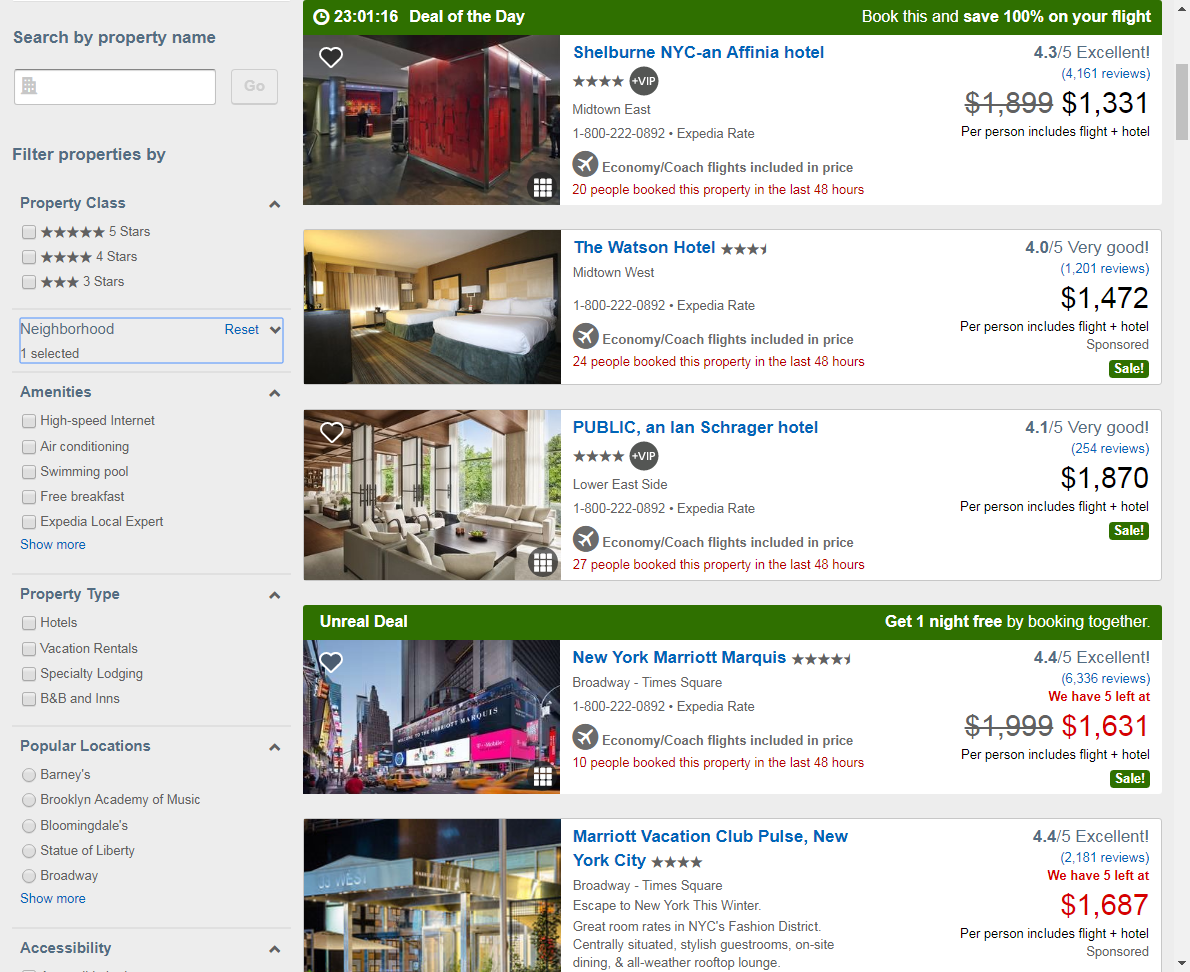 Search by property name
Go
Filter properties by
Property Class
5 Stars
4 Stars
3 Stars
Neighborhood Reset
1 selected
Amenities
High-speed Internet
Air conditioning
Swimming pool
Free breakfast
Expedia Local Expert
Show more
Property Type
Hotels
Vacation Rentals
Specialty Lodging
B&B and Inns
Popular Locations
Barney's
Brooklyn Academy of Music
Bloomingdale's
Statue of Liberty
Broadway
Show more
Accessibility
23:01:16 Deal of the Day Book this and save 100% on your flight
Shelburne NYC-an Affinia hotel
+VIP
Midtown East
1-800-222-0892 • Expedia Rate
Economy/Coach flights included in price
20 people booked this property in the last 48 hours
4.3/5 Excellent!
(4,161 reviews)
$1,899 $1,331
Per person includes flight + hotel
The Watson Hotel
Midtown West
1-800-222-0892 • Expedia Rate
Economy/Coach flights included in price
24 people booked this property in the last 48 hours
4.0/5 Very good!
(1,201 reviews)
$1,472
Per person includes flight + hotel
Sponsored
Sale!
PUBLIC, an Ian Schrager hotel
+VIP
Lower East Side
1-800-222-0892 • Expedia Rate
Economy/Coach flights included in price
27 people booked this property in the last 48 hours
4.1/5 Very good!
(254 reviews)
$1,870
Per person includes flight + hotel
Sale!
Unreal Deal Get 1 night free by booking together.
WELCOME TO THE MARRIOTT MARQUIS
New York Marriott Marquis
Broadway - Times Square
1-800-222-0892 • Expedia Rate
Economy/Coach flights included in price
10 people booked this property in the last 48 hours
4.4/5 Excellent!
(6,336 reviews)
We have 5 left at
$1,999 $1,631
Per person includes flight + hotel
Sale!
Marriott Vacation Club Pulse, New
York City
Broadway - Times Square
Escape to New York This Winter.
Great room rates in NYC's Fashion District.
Centrally situated, stylish guestrooms, on-site
dining, & all-weather rooftop lounge.
4.4/5 Excellent!
(2,181 reviews)
We have 5 left at
$1,687
Per person includes flight + hotel
Sponsored